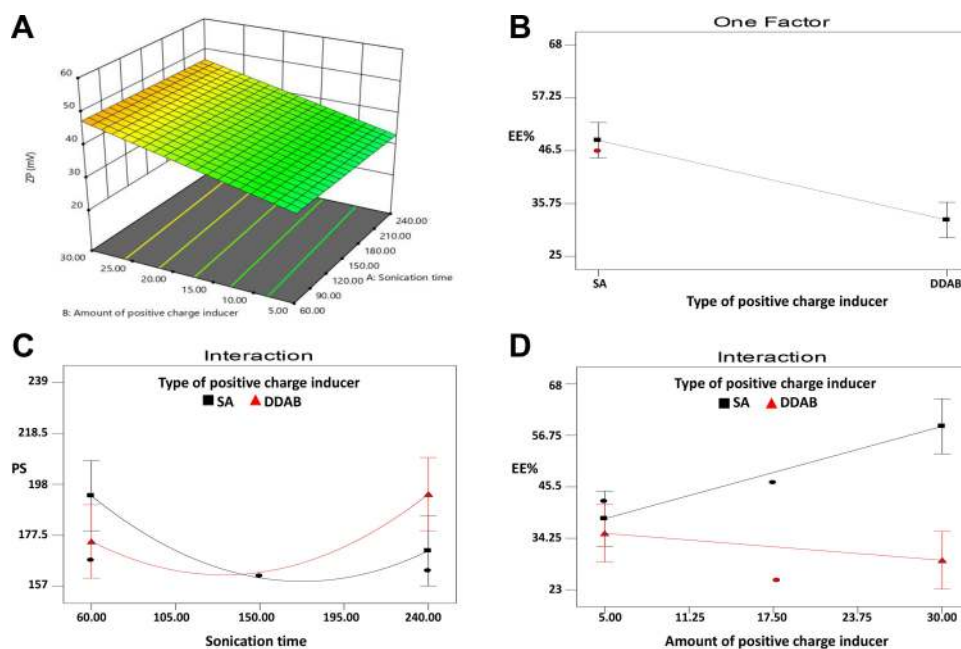 A
60
50
40
30
20
ZP (mV)
30.00
25.00
20.00
15.00
10.00
5.00
B: Amount of positive charge inducer
240.00
210.00
180.00
150.00
120.00
90.00
60.00
A: Sonication time
B
One Factor
68
57.25
EE%
46.5
35.75
25
SA
DDAB
Type of positive charge inducer
C
Interaction
Type of positive charge inducer
SA DDAB
239
218.5
PS
198
177.5
157
60.00 105.00 150.00 195.00 240.00
Sonication time
D
Interaction
Type of positive charge inducer
SA DDAB
68
56.75
EE%
45.5
34.25
23
5.00 11.25 17.50 23.75 30.00
Amount of positive charge inducer